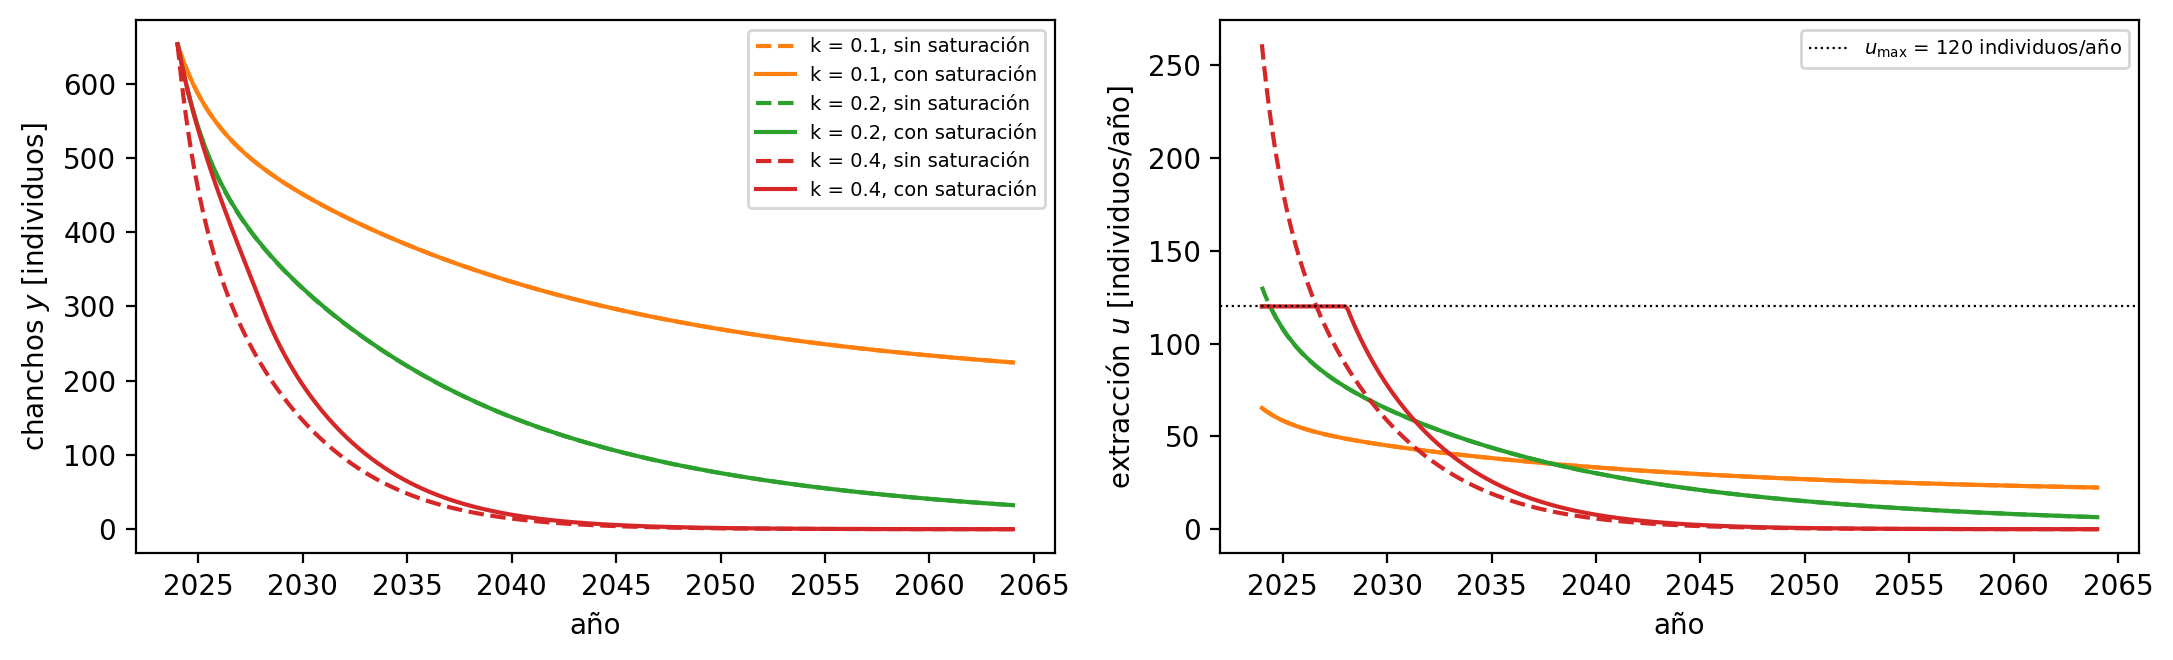 chanchos y [individuos]
600
500
400
300
200
100
0
k = 0.1, sin saturación
k = 0.1, con saturación
k = 0.2, sin saturación
k = 0.2, con saturación
k = 0.4, sin saturación
k = 0.4, con saturación
2025 2030 2035 2040 2045 2050 2055 2060 2065
año
extracción u [individuos/año]
250
200
150
100
50
0
umax = 120 individuos/año
2025 2030 2035 2040 2045 2050 2055 2060 2065
año